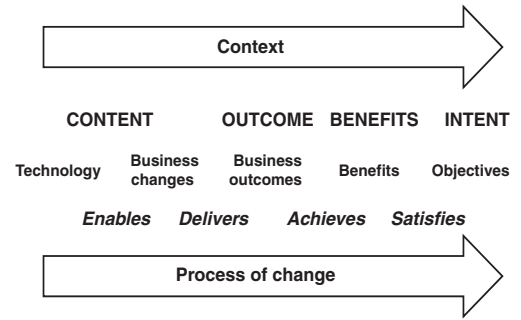 Context
CONTENT OUTCOME BENEFITS INTENT
Technology Business changes Business outcomes Benefits Objectives
Enables Delivers Achieves Satisfies
Process of change